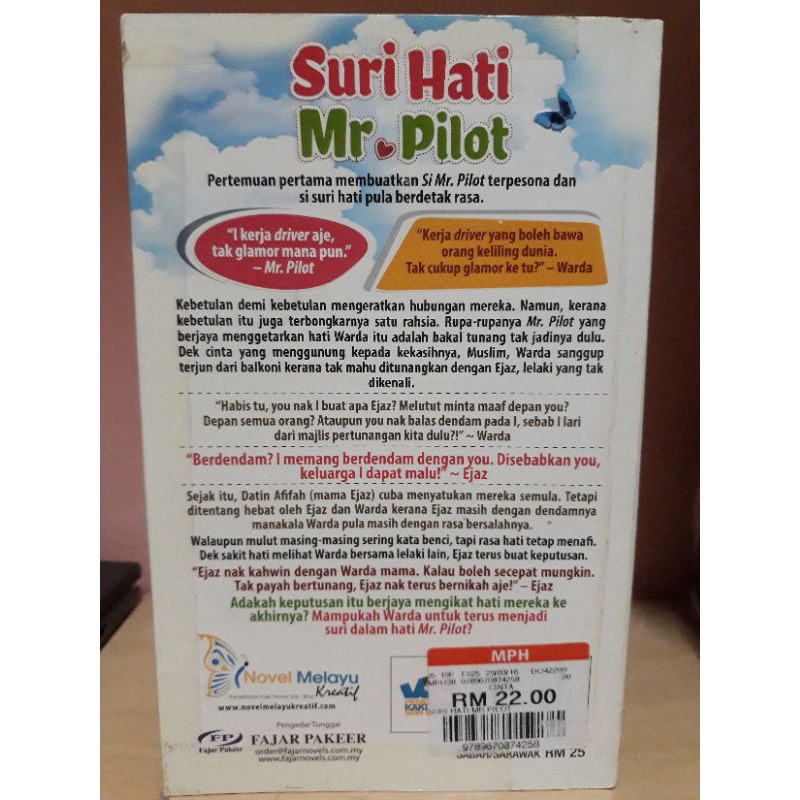 Suri Hati
Mr. Pilot
Pertemuan pertama membuatkan Si Mr. Pilot terpesona dan
si suri hati pula berdetak rasa.
"I kerja driver aje,
tak glamor mana pun."
– Mr. Pilot
"Kerja driver yang boleh bawa
orang keliling dunia.
Tak cukup glamor ke tu?" – Warda
Kebetulan demi kebetulan mengeratkan hubungan mereka. Namun, kerana
kebetulan itu juga terbongkarnya satu rahsia. Rupa-rupanya Mr. Pilot yang
berjaya menggetarkan hati Warda itu adalah bakal tunang tak jadinya dulu.
Dek cinta yang menggunung kepada kekasihnya, Muslim, Warda sanggup
terjun dari balkoni kerana tak mahu ditunangkan dengan Ejaz, lelaki yang tak
dikenali.
"Habis tu, you nak I buat apa Ejaz? Melutut minta maaf depan you?
Depan semua orang? Ataupun you nak balas dendam pada I, sebab I lari
dari majlis pertunangan kita dulu?!" ~ Warda
"Berdendam? I memang berdendam dengan you. Disebabkan you,
keluarga I dapat malu!" ~ Ejaz
Sejak itu, Datin Afifah (mama Ejaz) cuba menyatukan mereka semula. Tetapi
ditentang hebat oleh Ejaz dan Warda kerana Ejaz masih dengan dendamnya
manakala Warda pula masih dengan rasa bersalahnya.
Walaupun mulut masing-masing sering kata benci, tapi rasa hati tetap menafi.
Dek sakit hati melihat Warda bersama lelaki lain, Ejaz terus buat keputusan.
"Ejaz nak kahwin dengan Warda mama. Kalau boleh secepat mungkin.
Tak payah bertunang, Ejaz nak terus bernikah aje!" – Ejaz
Adakah keputusan itu berjaya mengikat hati mereka ke
akhirnya? Mampukah Warda untuk terus menjadi
suri dalam hati Mr. Pilot?
Novel Melayu
Kreatif
www.novelmelayukreatif.com
Pengedar Tunggal
FP
Fajar Pakeer
FAJAR PAKEER
order@fajarnovels.com.my
www.fajarnovels.com.my
MPH
9789670874258
CINTA
RM 22.00
SURI HATI MR PILOT
9789670874258
SABAH/SARAWAK RM 25